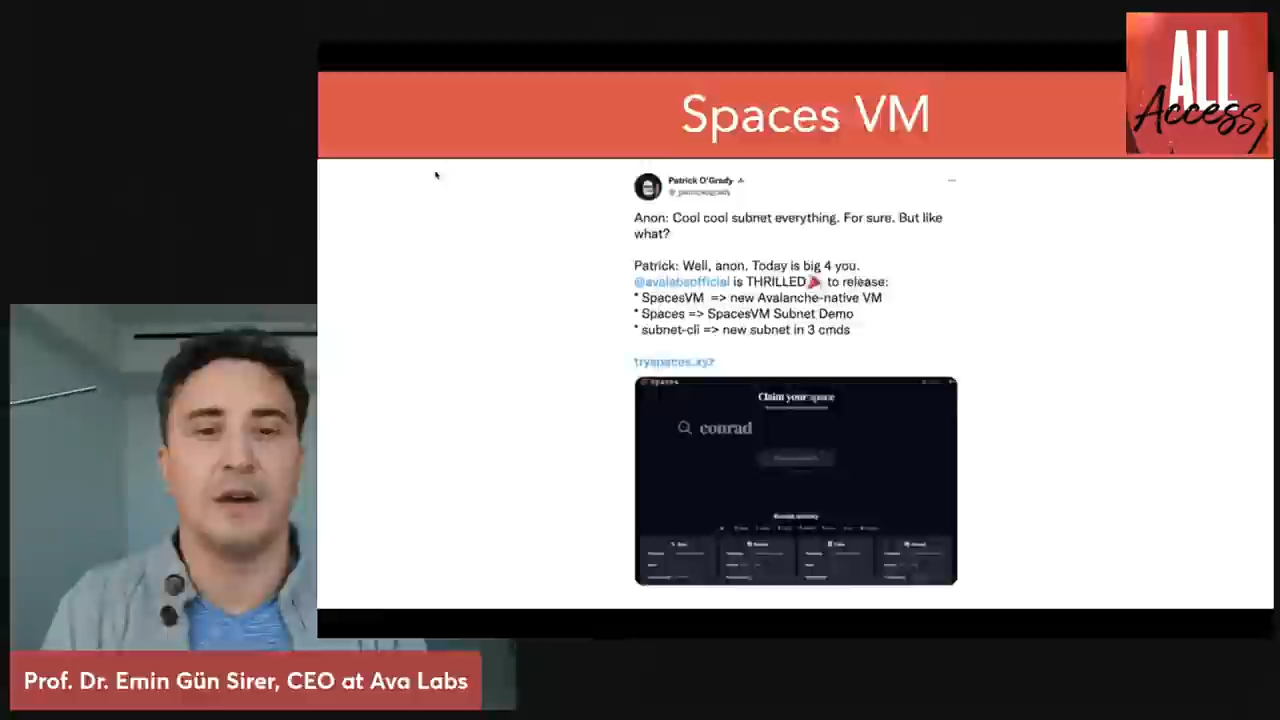 ALL
Access
Spaces VM
Patrick O'Grady
Anon: Cool cool subnet everything. For sure. But like
what?
Patrick: Well, anon. Today is big 4 you.
@avalabsofficial is THRILLED to release:
* SpacesVM => new Avalanche-native VM
* Spaces => SpacesVM Subnet Demo
* subnet-cli => new subnet in 3 cmds
tryspaces.xyz
Spaces
Claim your space
conrad
Prof. Dr. Emin Gün Sirer, CEO at Ava Labs